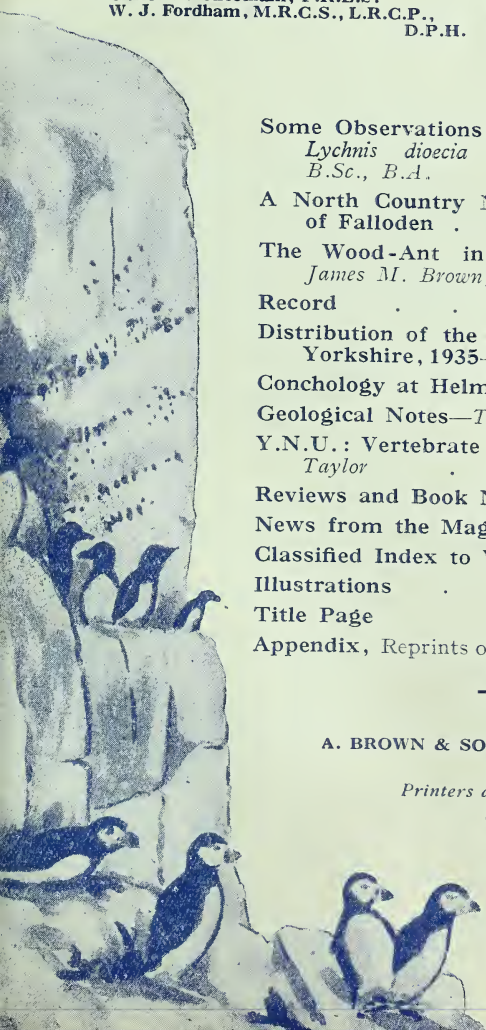 W. J. Fordham, M.R.C.S., L.R.C.P.,
D.P.H.
Some Observations
Lychnis dioecia
B.Sc., B.A.
A North Country
of Falloden .
The Wood-Ant in
James M. Brown,
Record . .
Distribution of the
Yorkshire, 1935-
Conchology at Helm
Geological Notes—T
Y.N.U.: Vertebrate
Taylor .
Reviews and Book N
News from the Mag
Classified Index to V
Illustrations .
Title Page
Appendix, Reprints o
A. BROWN & SO
Printers a